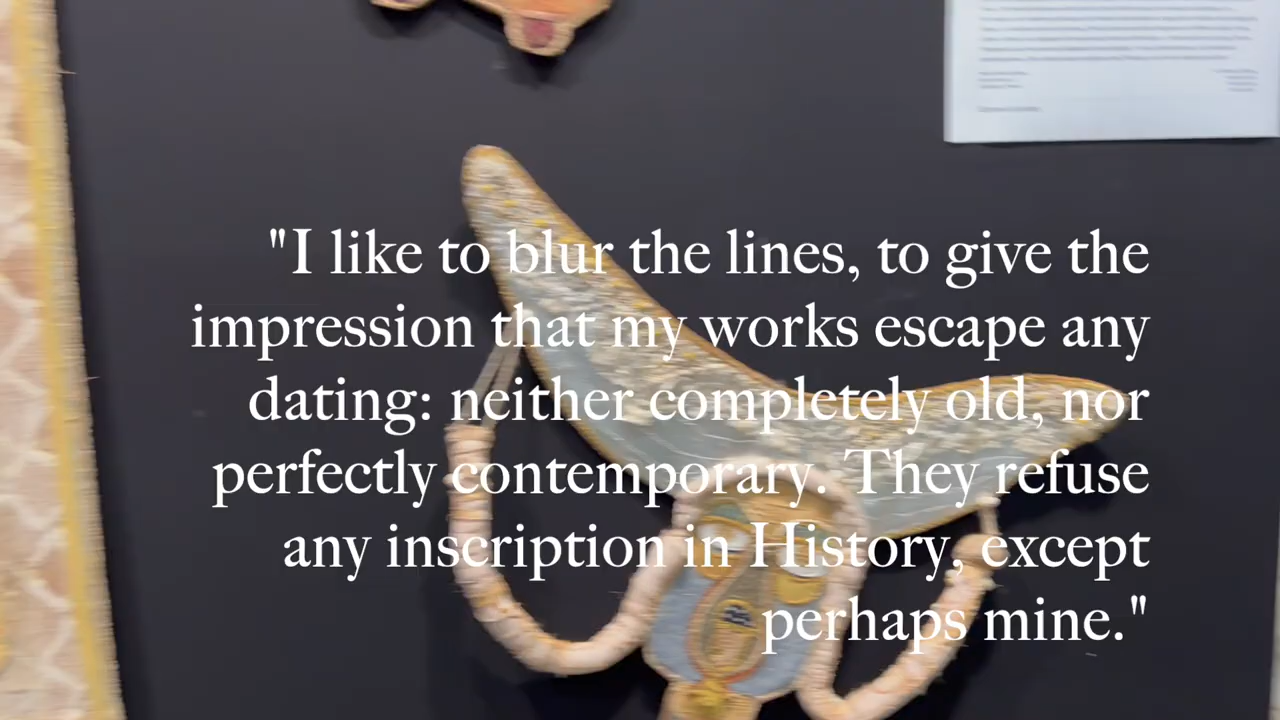 "I like to blur the lines, to give the
impression that my works escape any
dating: neither completely old, nor
perfectly contemporary. They refuse
any inscription in History, except
perhaps mine."